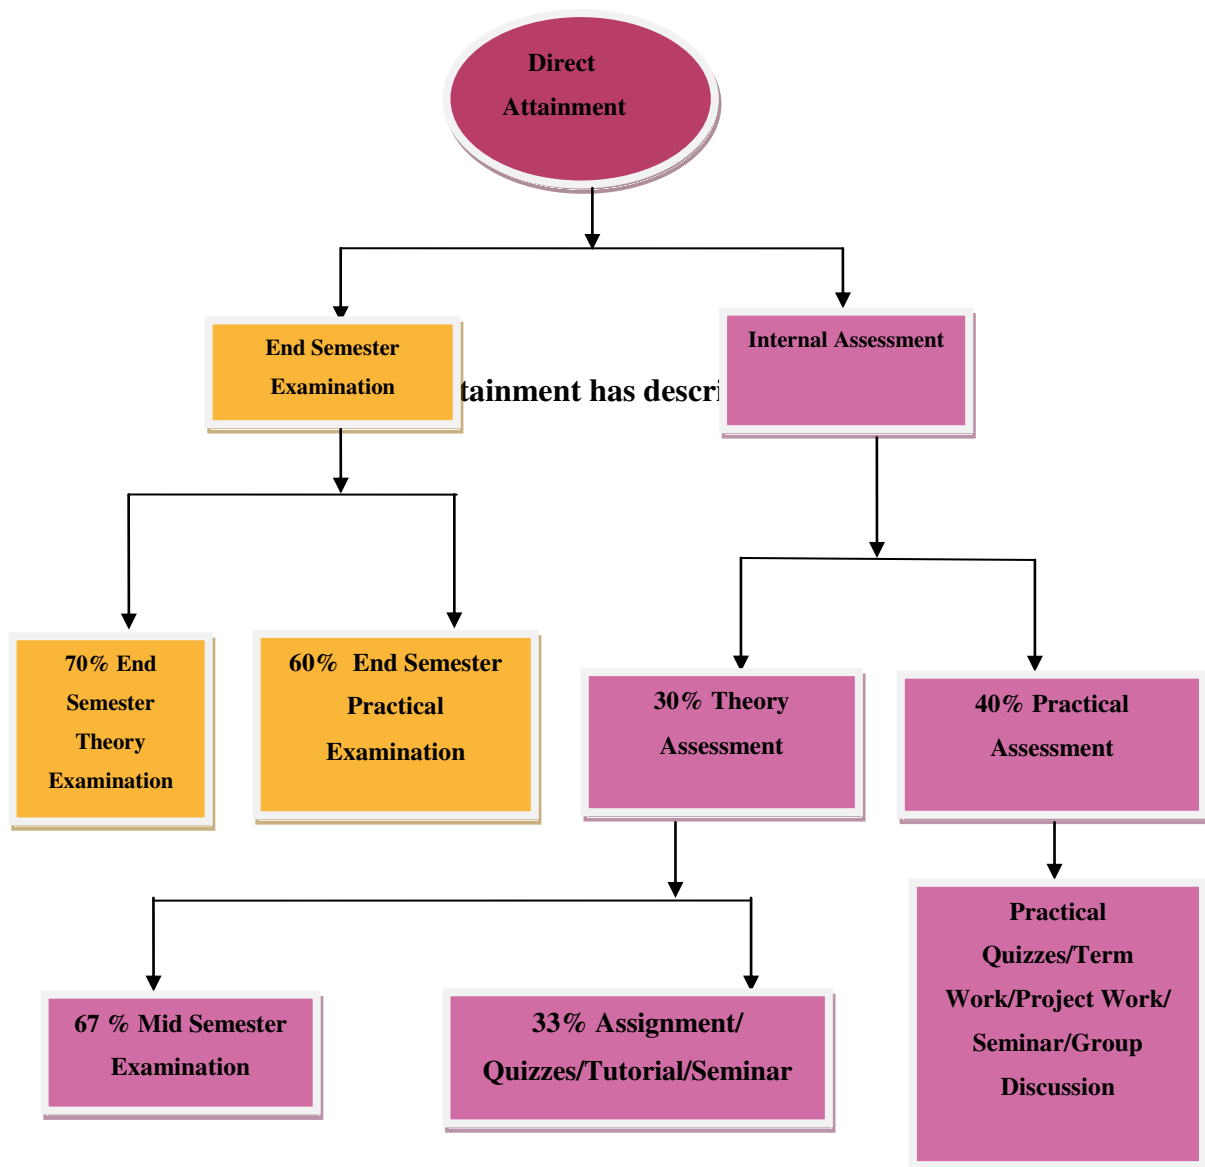 Direct
Attainment
End Semester
Examination
Internal Assessment
tainment has descri
70% End
Semester
Theory
Examination
60%  End Semester
Practical
Examination
30% Theory
Assessment
40% Practical
Assessment
67 % Mid Semester
Examination
33% Assignment/
Quizzes/Tutorial/Seminar
Practical
Quizzes/Term
Work/Project Work/
Seminar/Group
Discussion